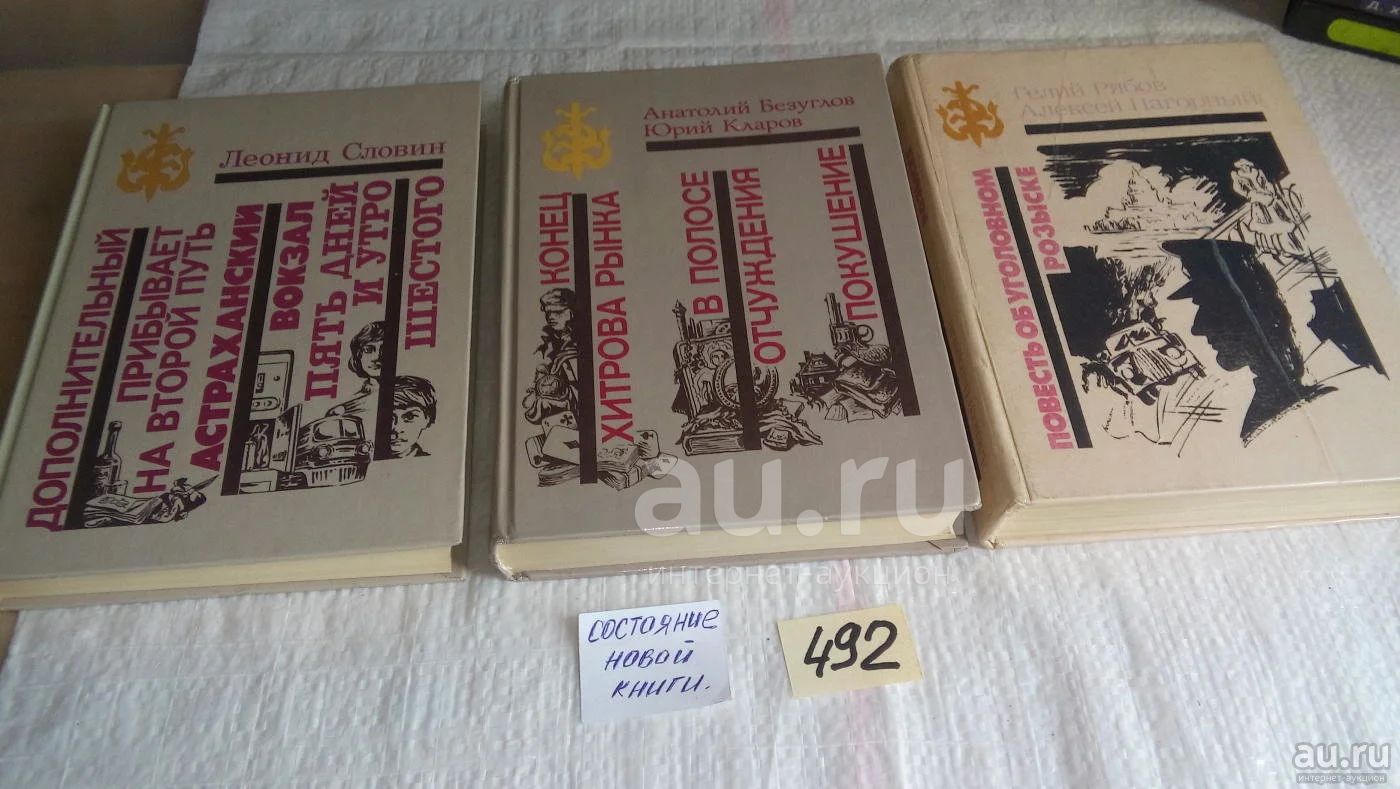 Леонид Словин
ДОПОЛНИТЕЛЬНЫЙ
ПРИБЫВАЕТ
НА ВТОРОЙ ПУТЬ
АСТРАХАНСКИЙ
ВОКЗАЛ
ПЯТЬ ДНЕЙ
И УТРО
ШЕСТОГО
Анатолий Безуглов
Юрий Кларов
КОНЕЦ
ХИТРОВА РЫНКА
В ПОЛОСЕ
ОТЧУЖДЕНИЯ
ПОКУШЕНИЕ
Гелий Рябов
Алексей Нагорный
ПОВЕСТЬ ОБ УГОЛОВНОМ
РОЗЫСКЕ
au.ru
интернет-аукцион
состояние
новой
книги.
492
au.ru
интернет-аукцион